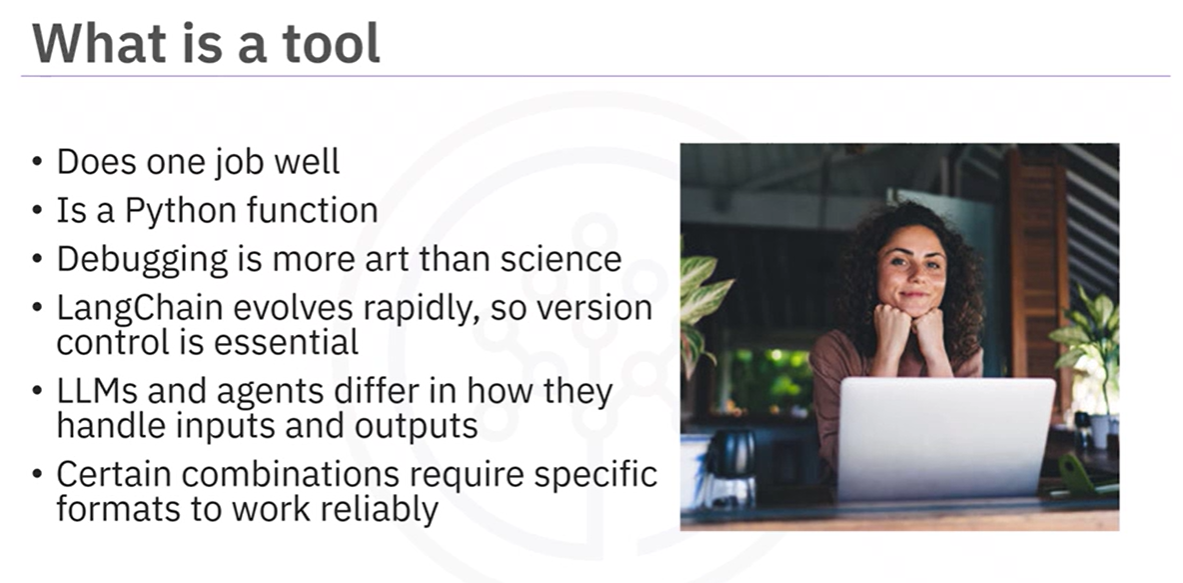 What is a tool
• Does one job well
• Is a Python function
• Debugging is more art than science
• LangChain evolves rapidly, so version
control is essential
• LLMs and agents differ in how they
handle inputs and outputs
• Certain combinations require specific
formats to work reliably